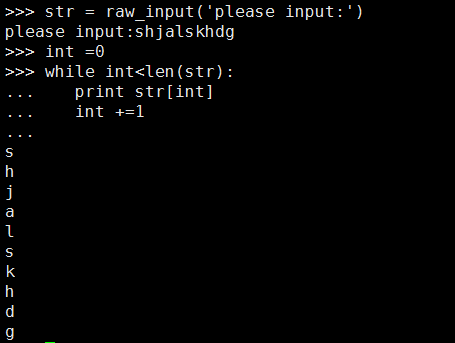 >>> str = raw_input('please input:')
please input:shjalskhdg
>>> int =0
>>> while int<len(str):
...    print str[int]
...    int +=1
...
s
h
j
a
l
s
k
h
d
g